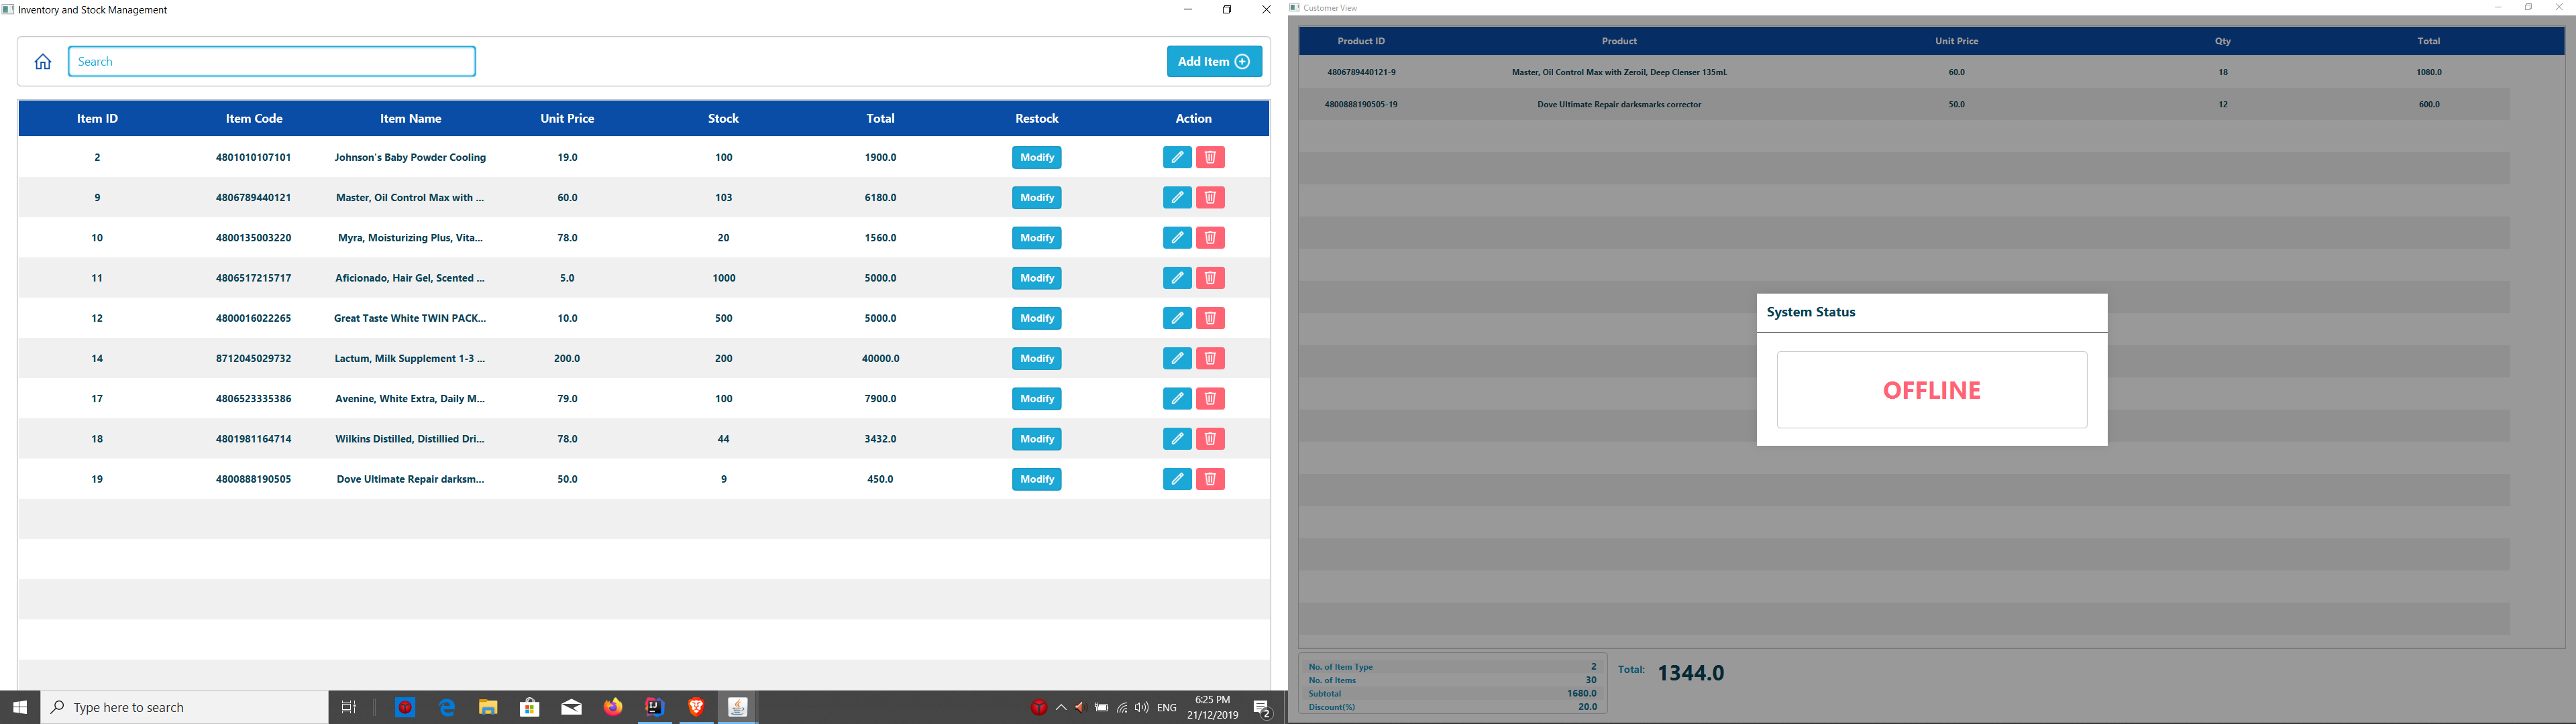 Inventory and Stock Management
Search
Add Item
Item ID Item Code Item Name Unit Price Stock Total Restock Action
2 4801010107101 Johnson's Baby Powder Cooling 19.0 100 1900.0 Modify
9 4806789440121 Master, Oil Control Max with ... 60.0 103 6180.0 Modify
10 4800135003220 Myra, Moisturizing Plus, Vita... 78.0 20 1560.0 Modify
11 4806517215717 Aficionado, Hair Gel, Scented ... 5.0 1000 5000.0 Modify
12 4800016022265 Great Taste White TWIN PACK... 10.0 500 5000.0 Modify
14 8712045029732 Lactum, Milk Supplement 1-3 ... 200.0 200 40000.0 Modify
17 4806523335386 Avenine, White Extra, Daily M... 79.0 100 7900.0 Modify
18 4801981164714 Wilkins Distilled, Distillied Dri... 78.0 44 3432.0 Modify
19 4800888190505 Dove Ultimate Repair darksm... 50.0 9 450.0 Modify
Type here to search
ENG
6:25 PM
21/12/2019
2
Customer View
Product ID Product Unit Price Qty Total
4806789440121-9 Master, Oil Control Max with Zeroil, Deep Clenser 135mL 60.0 18 1080.0
4800888190505-19 Dove Ultimate Repair darksmarks corrector 50.0 12 600.0
System Status
OFFLINE
No. of Item Type 2
No. of Items 30
Subtotal 1680.0
Discount(%) 20.0
Total: 1344.0